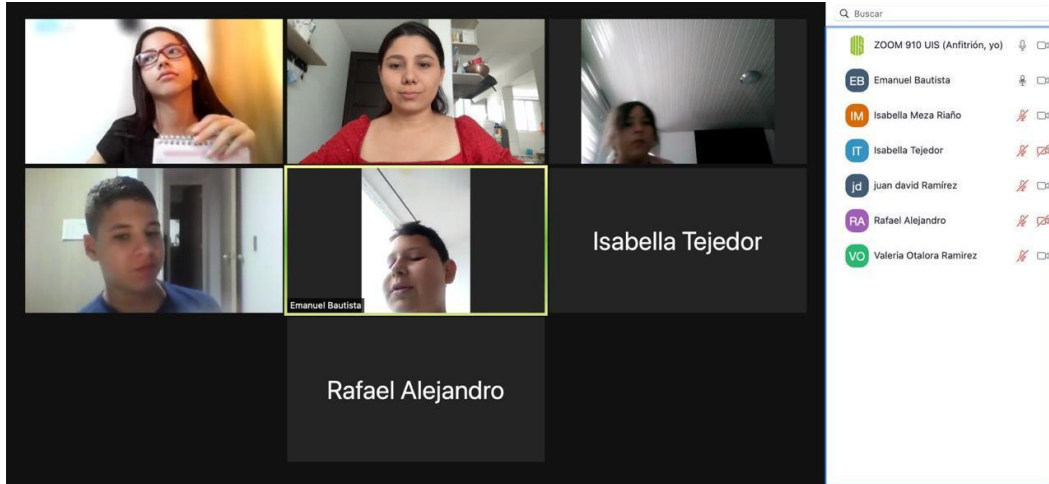 Buscar
ZOOM 910 UIS (Anfitrión, yo)
EB Emanuel Bautista
IM Isabella Meza Riaño
IT Isabella Tejedor
jd juan david Ramírez
RA Rafael Alejandro
VO Valeria Otalora Ramirez
Emanuel Bautista
Isabella Tejedor
Rafael Alejandro